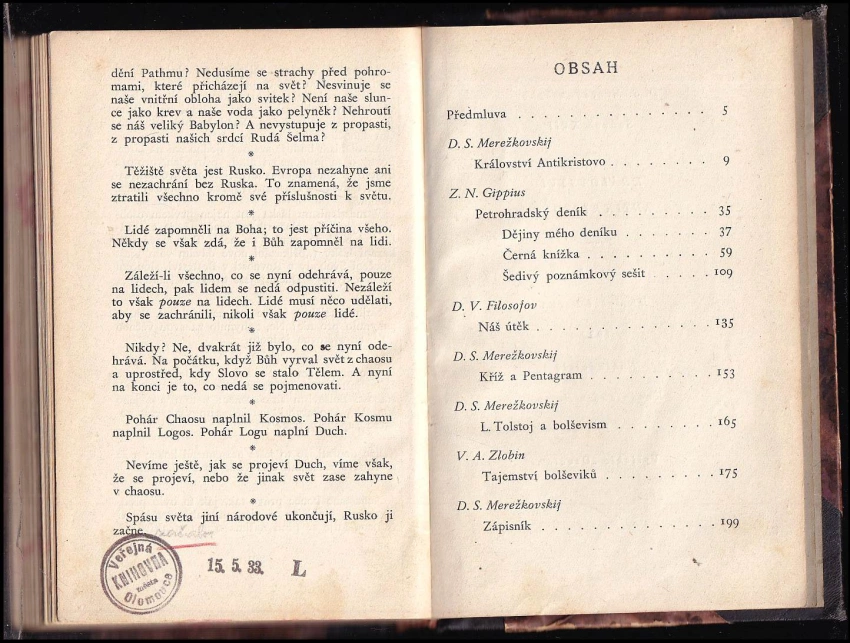 dění Pathmu? Nedusíme se strachy před pohro-
mami, které přicházejí na svět? Nesvinuje se
naše vnitřní obloha jako svitek? Není naše slun-
ce jako krev a naše voda jako pelyněk? Nehroutí
se náš veliký Babylon? A nevystupuje z propasti,
z propasti našich srdcí Rudá Šelma?
*
Těžiště světa jest Rusko. Evropa nezahyne ani
se nezachrání bez Ruska. To znamená, že jsme
ztratili všechno kromě své příslušnosti k světu.
*
Lidé zapomněli na Boha; to jest příčina všeho.
Někdy se však zdá, že i Bůh zapomněl na lidi.
*
Záleží-li všechno, co se nyní odehrává, pouze
na lidech, pak lidem se nedá odpustiti. Nezáleží
to však pouze na lidech. Lidé musí něco udělati,
aby se zachránili, nikoli však pouze lidé.
*
Nikdy? Ne, dvakrát již bylo, co se nyní ode-
hrává. Na počátku, když Bůh vyrval svět z chaosu
a uprostřed, kdy Slovo se stalo Tělem. A nyní
na konci je to, co nedá se pojmenovati.
*
Pohár Chaosu naplnil Kosmos. Pohár Kosmu
naplnil Logos. Pohár Logu naplní Duch.
*
Nevíme ještě, jak se projeví Duch, víme však,
že se projeví, nebo že jinak svět zase zahyne
v chaosu.
*
Spásu světa jiní národové ukončují, Rusko ji
začne.
Veřejná
KNIHOVNA
města
Olomouce
15. 5. 33. L
OBSAH
Předmluva . . . . . . . . . . . . . . 5
D. S. Merežkovskij
Království Antikristovo . . . . . . . . 9
Z. N. Gippius
Petrohradský deník . . . . . . . . . 35
Dějiny mého deníku . . . . . . . 37
Černá knížka . . . . . . . . . . 59
Šedivý poznámkový sešit . . . . . 109
D. V. Filosofov
Náš útěk . . . . . . . . . . . . . 135
D. S. Merežkovskij
Kříž a Pentagram . . . . . . . . . . 153
D. S. Merežkovskij
L. Tolstoj a bolševism . . . . . . . . 165
V. A. Zlobin
Tajemství bolševiků . . . . . . . . . 175
D. S. Merežkovskij
Zápisník . . . . . . . . . . . . . 199